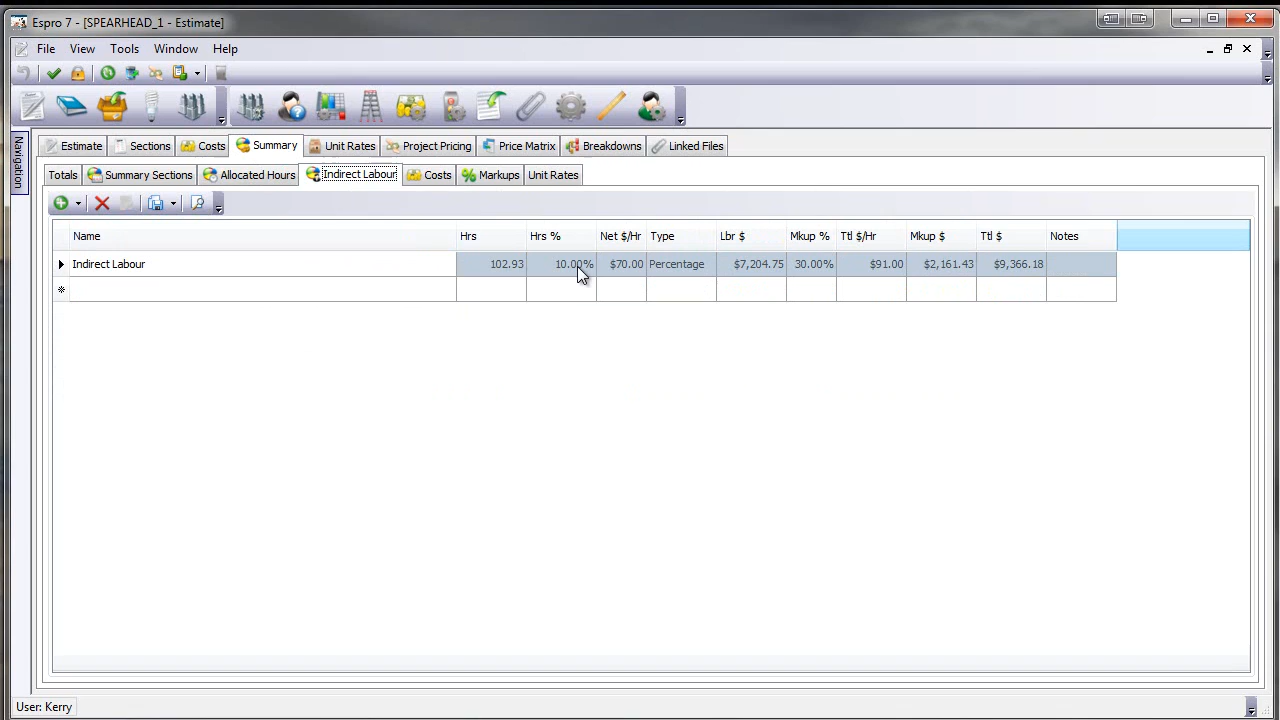 Espro 7 - [SPEARHEAD_1 - Estimate]
File View Tools Window Help
Estimate Sections Costs Summary Unit Rates Project Pricing Price Matrix Breakdowns Linked Files
Navigation
Totals Summary Sections Allocated Hours Indirect Labour Costs Markups Unit Rates
Name Hrs Hrs % Net $/Hr Type Lbr $ Mkup % Ttl $/Hr Mkup $ Ttl $ Notes
Indirect Labour 102.93 10.00% $70.00 Percentage $7,204.75 30.00% $91.00 $2,161.43 $9,366.18
User: Kerry